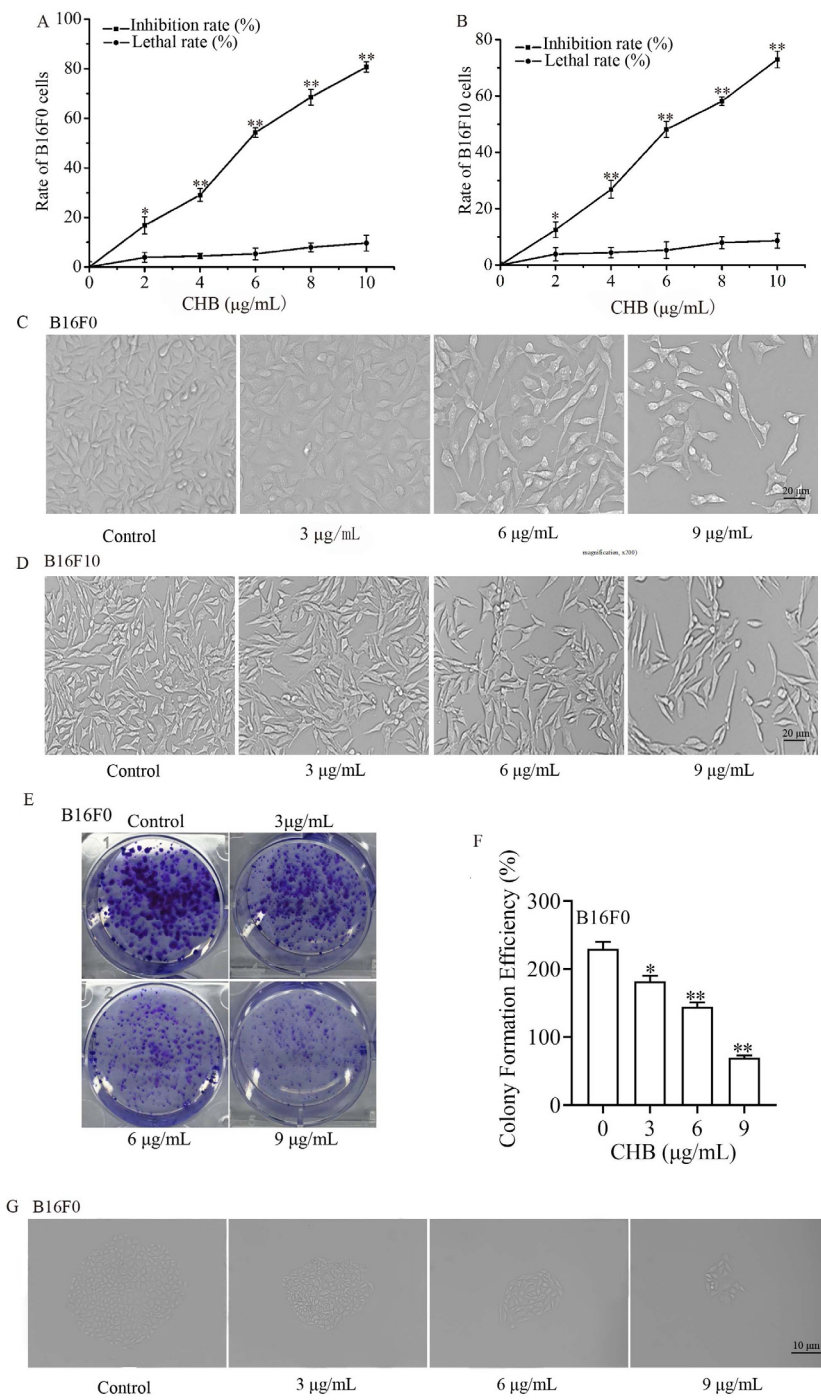 A
Inhibition rate (%)
Lethal rate (%)
Rate of B16F0 cells
100
80
60
40
20
0
*
**
**
**
**
0 2 4 6 8 10
CHB (μg/mL)
B
Inhibition rate (%)
Lethal rate (%)
Rate of B16F10 cells
80
60
40
20
0
*
**
**
**
**
0 2 4 6 8 10
CHB (μg/mL)
C B16F0
20 μm
Control 3 μg/mL 6 μg/mL 9 μg/mL
magnification, x200)
D B16F10
20 μm
Control 3 μg/mL 6 μg/mL 9 μg/mL
E
B16F0 Control 3μg/mL
1
2
6 μg/mL 9 μg/mL
F
Colony Formation Efficiency (%)
300
200
100
0
B16F0
*
**
**
0 3 6 9
CHB (μg/mL)
G B16F0
10 μm
Control 3 μg/mL 6 μg/mL 9 μg/mL